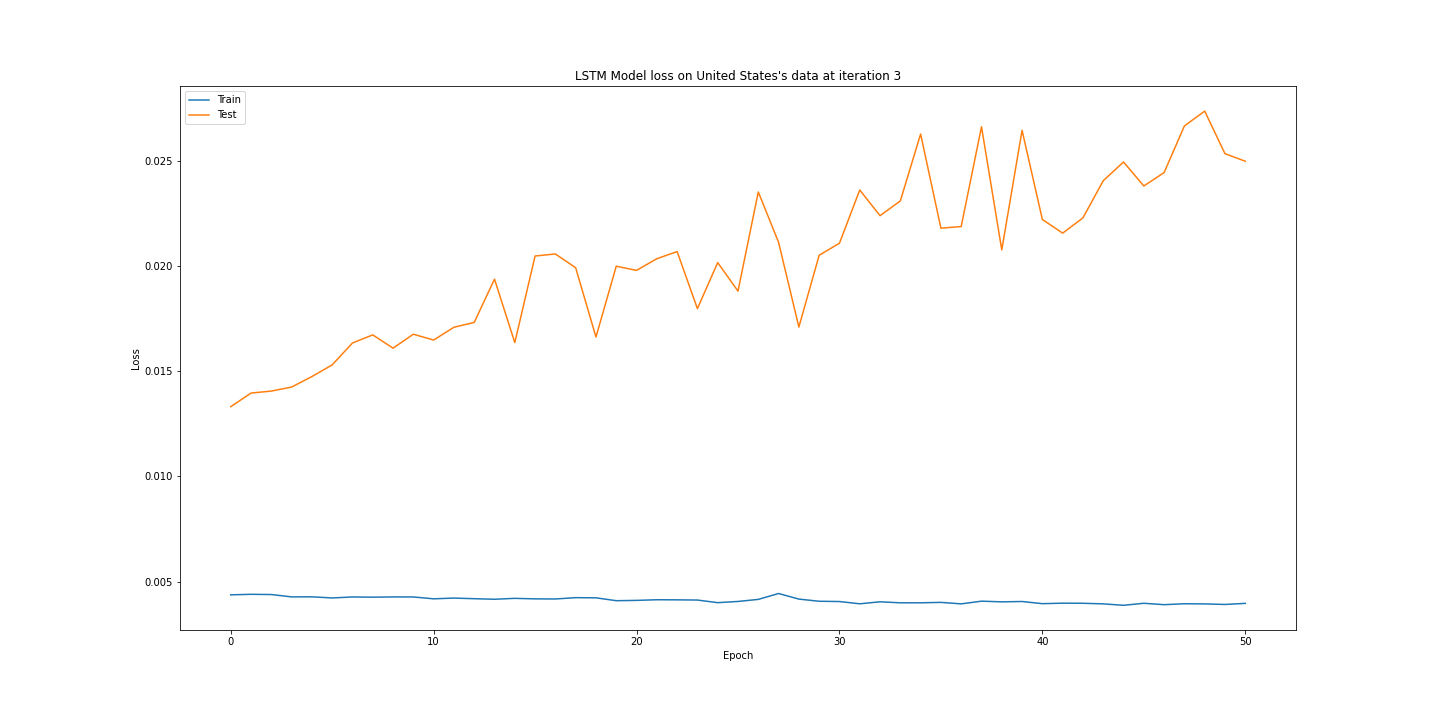 LSTM Model loss on United States's data at iteration 3
Train
Test
0.025
0.020
0.015
0.010
0.005
Loss
0 10 20 30 40 50
Epoch